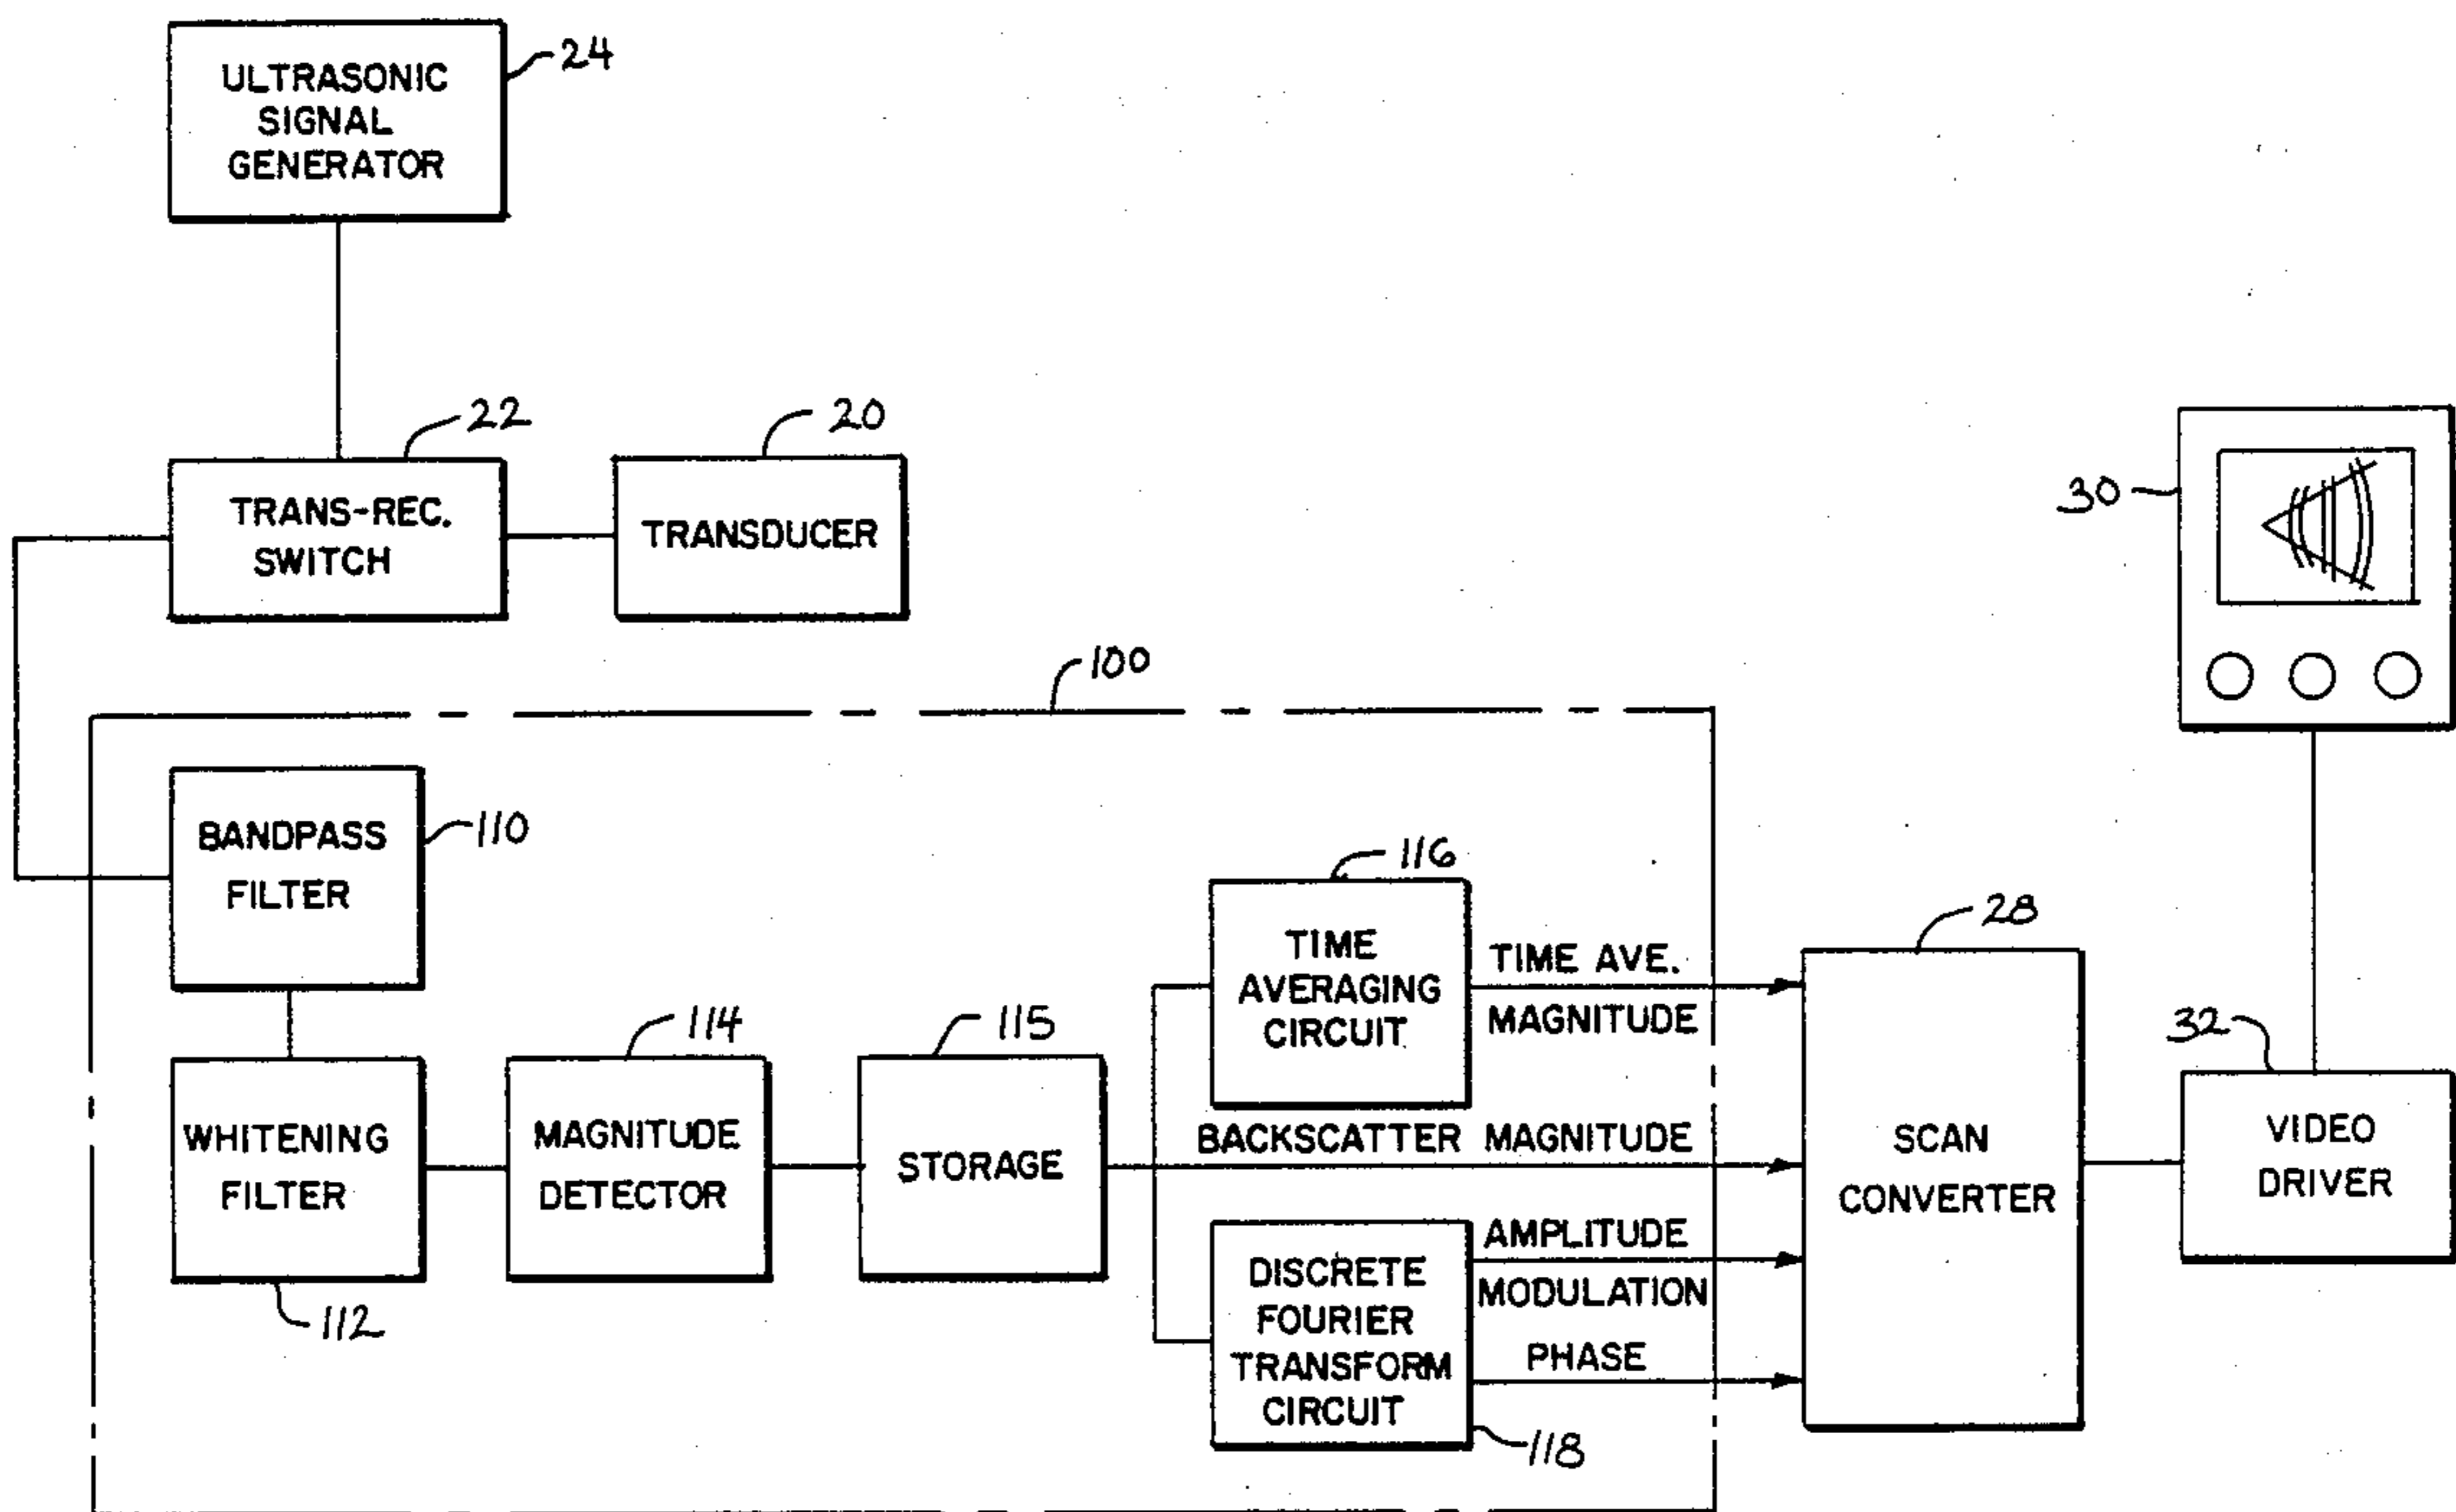 ULTRASONIC
SIGNAL
GENERATOR
24
22
20
TRANS-REC.
SWITCH
TRANSDUCER
30
100
BANDPASS
FILTER
110
116
TIME
AVERAGING
CIRCUIT
TIME AVE.
MAGNITUDE
28
114
115
32
WHITENING
FILTER
112
MAGNITUDE
DETECTOR
STORAGE
BACKSCATTER MAGNITUDE
SCAN
CONVERTER
VIDEO
DRIVER
DISCRETE
FOURIER
TRANSFORM
CIRCUIT
AMPLITUDE
MODULATION
PHASE
118